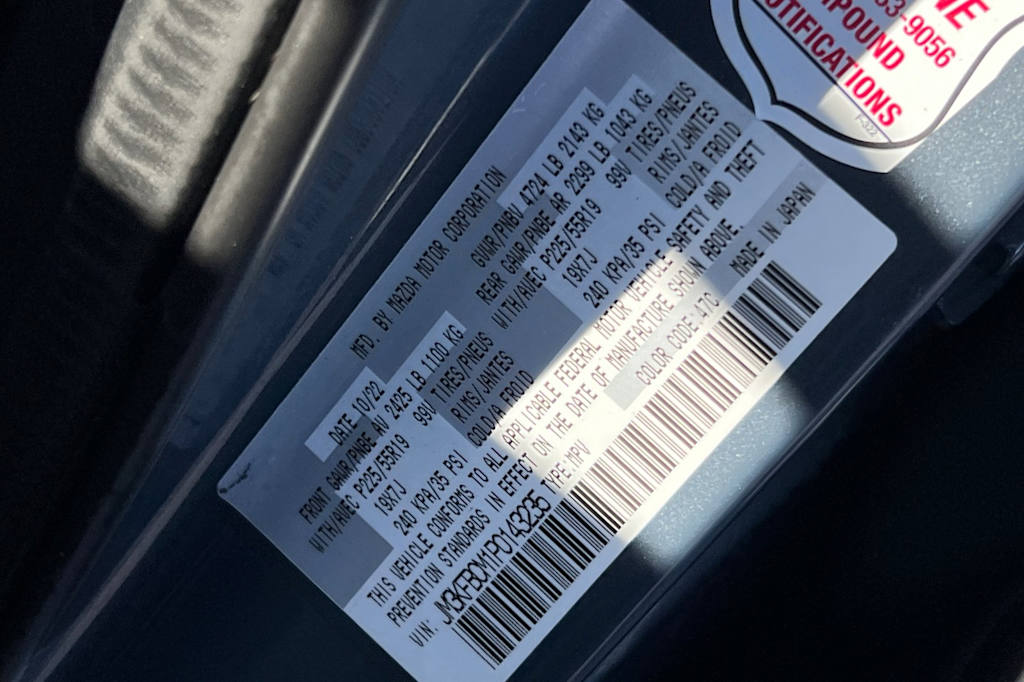 NE
33-9056
MPOUND
OTIFICATIONS
F-322
MFD. BY MAZDA MOTOR CORPORATION
DATE 10/22
GVWR/PNBV 4724 LB 2143 KG
FRONT GAWR/PNBE AV 2425 LB 1100 KG
REAR GAWR/PNBE AR 2299 LB 1043 KG
WITH/AVEC P225/55R19 99V TIRES/PNEUS
WITH/AVEC P225/55R19 99V TIRES/PNEUS
19X7J RIMS/JANTES
19X7J RIMS/JANTES
240 KPA/35 PSI COLD/A FROID
240 KPA/35 PSI COLD/A FROID
THIS VEHICLE CONFORMS TO ALL APPLICABLE FEDERAL MOTOR VEHICLE SAFETY AND THEFT
PREVENTION STANDARDS IN EFFECT ON THE DATE OF MANUFACTURE SHOWN ABOVE.
MADE IN JAPAN
VIN: JM3KFBCM1P0143235 TYPE:MPV COLOR CODE:47C